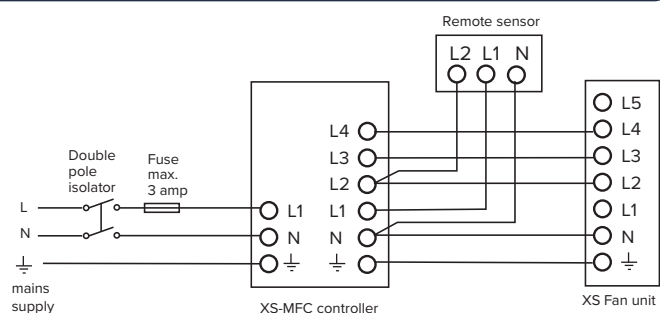 Remote sensor
L2 L1 N
L5
L4 L4
L3 L3
Double
pole
isolator
Fuse
max.
3 amp
L2 L2
L L1 L1 L1
N N N N
mains
supply
XS-MFC controller
XS Fan unit